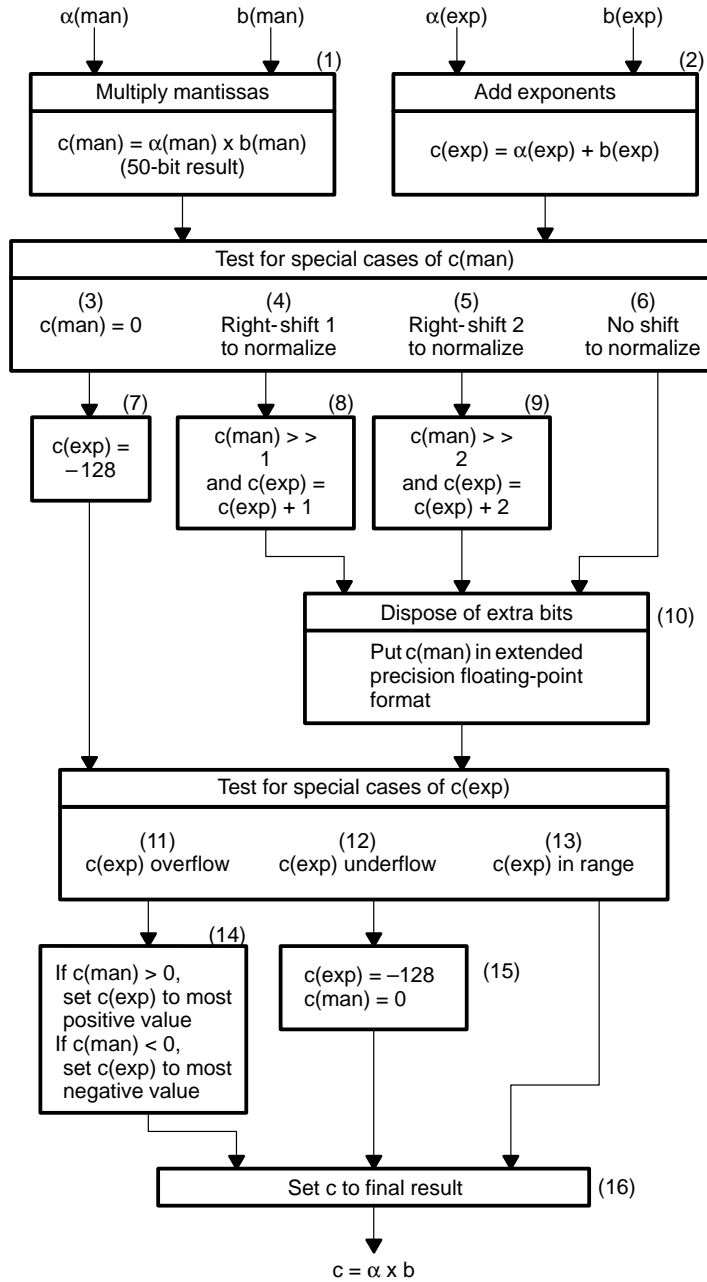 α(man)
b(man)
α(exp)
b(exp)
(1)
Multiply mantissas
c(man) = α(man) x b(man)
(50-bit result)
(2)
Add exponents
c(exp) = α(exp) + b(exp)
Test for special cases of c(man)
(3)
c(man) = 0
(4)
Right-shift 1
to normalize
(5)
Right-shift 2
to normalize
(6)
No shift
to normalize
(7)
c(exp) =
–128
(8)
c(man) > >
1
and c(exp) =
c(exp) + 1
(9)
c(man) > >
2
and c(exp) =
c(exp) + 2
Dispose of extra bits
(10)
Put c(man) in extended
precision floating-point
format
Test for special cases of c(exp)
(11)
c(exp) overflow
(12)
c(exp) underflow
(13)
c(exp) in range
(14)
If c(man) > 0,
set c(exp) to most
positive value
If c(man) < 0,
set c(exp) to most
negative value
c(exp) = –128
c(man) = 0
(15)
Set c to final result
(16)
c = α x b